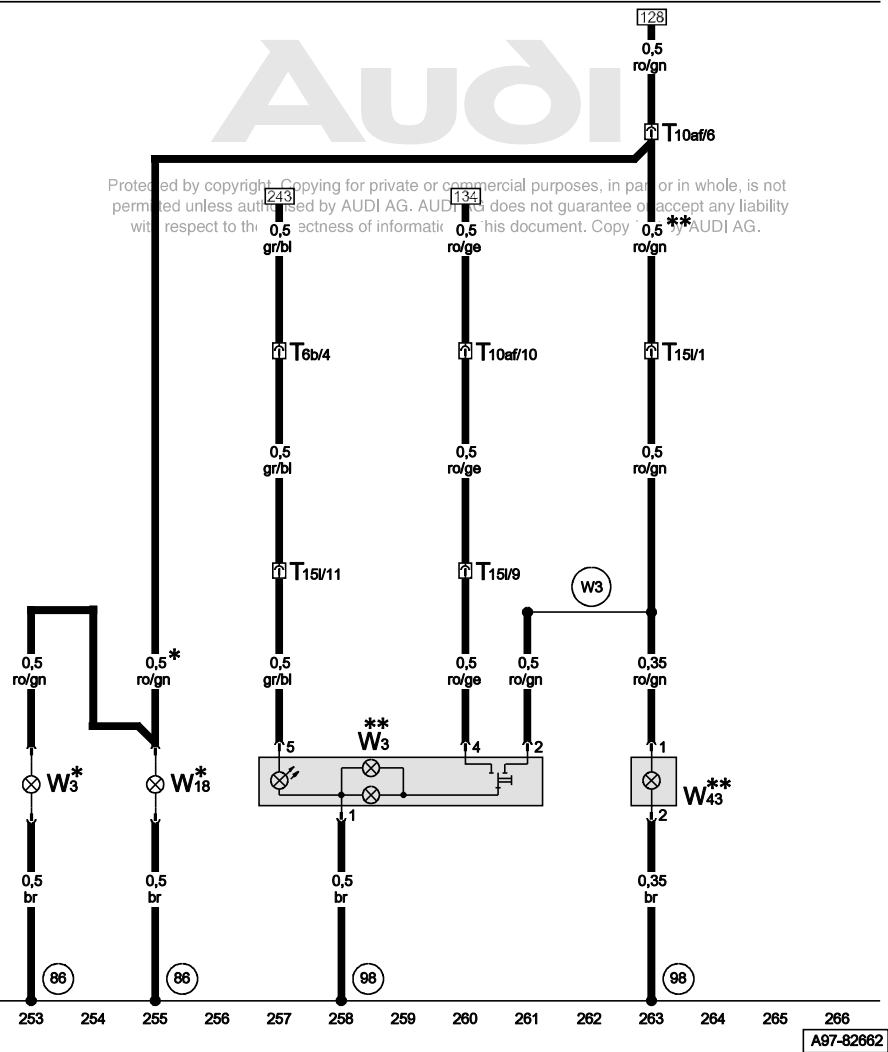 Audi
128
0,5
ro/gn
T10af/6
Protected by copyright. Copying for private or commercial purposes, in part or in whole, is not
permitted unless authorised by AUDI AG. AUDI AG does not guarantee or accept any liability
with respect to the ectness of informati his document. Copy by AUDI AG.
243
134
0,5
gr/bl
0,5
ro/ge
0,5 **
ro/gn
T6b/4
T10af/10
T15l/1
0,5
gr/bl
0,5
ro/ge
0,5
ro/gn
T15l/11
T15l/9
W3
0,5
ro/gn
0,5 *
ro/gn
0,5
gr/bl
0,5
ro/ge
0,5
ro/gn
0,35
ro/gn
5
W3**
4
2
1
W3*
W18*
W43**
1
2
0,5
br
0,5
br
0,5
br
0,35
br
86
86
98
98
253 254 255 256 257 258 259 260 261 262 263 264 265 266
A97-82662